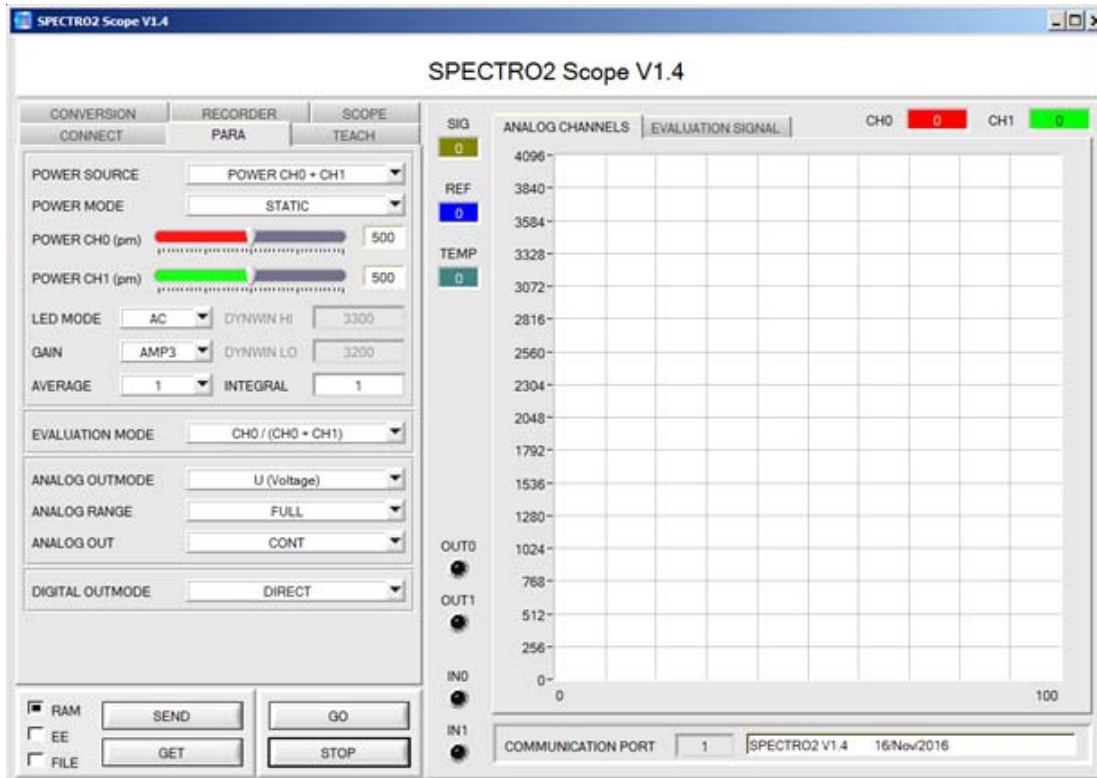 SPECTRO2 Scope V1.4
SPECTRO2 Scope V1.4
CONVERSION RECORDER SCOPE
CONNECT PARA TEACH
POWER SOURCE POWER CH0 + CH1
POWER MODE STATIC
POWER CH0 (pm) 500
POWER CH1 (pm) 500
LED MODE AC DYNWIN HI 3300
GAIN AMP3 DYNWIN LO 3200
AVERAGE 1 INTEGRAL 1
EVALUATION MODE CH0 / (CH0 + CH1)
ANALOG OUTMODE U (Voltage)
ANALOG RANGE FULL
ANALOG OUT CONT
DIGITAL OUTMODE DIRECT
RAM
EE
FILE
SEND GO
GET STOP
SIG
0
REF
0
TEMP
0
OUT0
OUT1
IN0
IN1
ANALOG CHANNELS EVALUATION SIGNAL CH0 0 CH1 0
4096
3840
3584
3328
3072
2816
2560
2304
2048
1792
1536
1280
1024
768
512
256
0
0 100
COMMUNICATION PORT 1 SPECTRO2 V1.4 16/Nov/2016